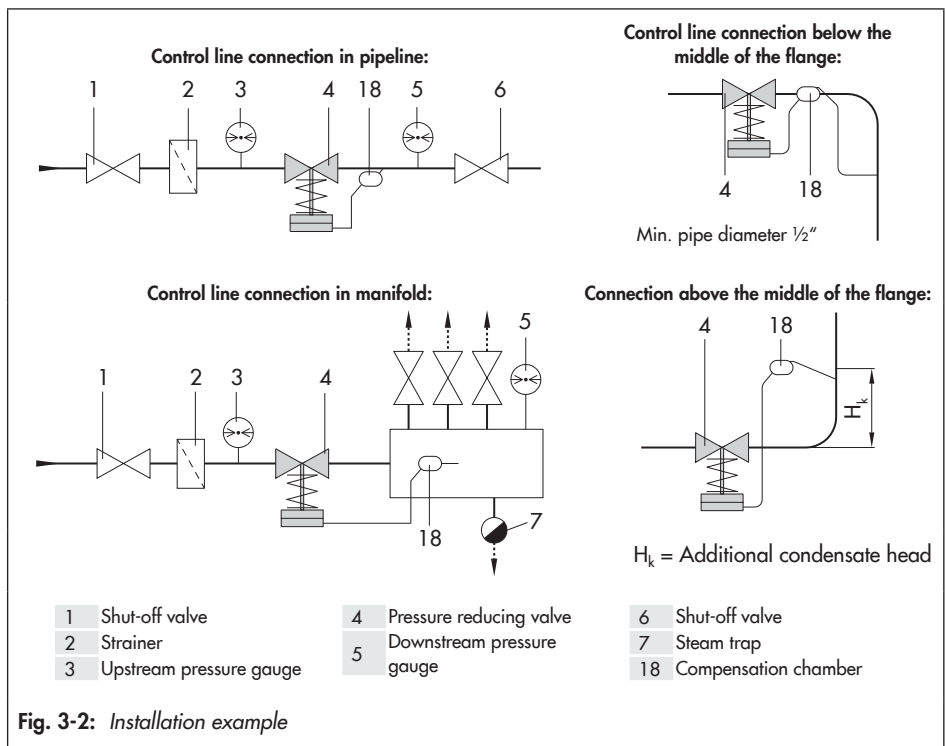 Control line connection in pipeline:
1 2 3 4 18 5 6
Control line connection below the
middle of the flange:
4 18
Min. pipe diameter ½"
Control line connection in manifold:
5
1 2 3 4
18
7
Connection above the middle of the flange:
4 18
Hk
Hk = Additional condensate head
1 Shut-off valve
2 Strainer
3 Upstream pressure gauge
4 Pressure reducing valve
5 Downstream pressure
gauge
6 Shut-off valve
7 Steam trap
18 Compensation chamber
Fig. 3-2: Installation example